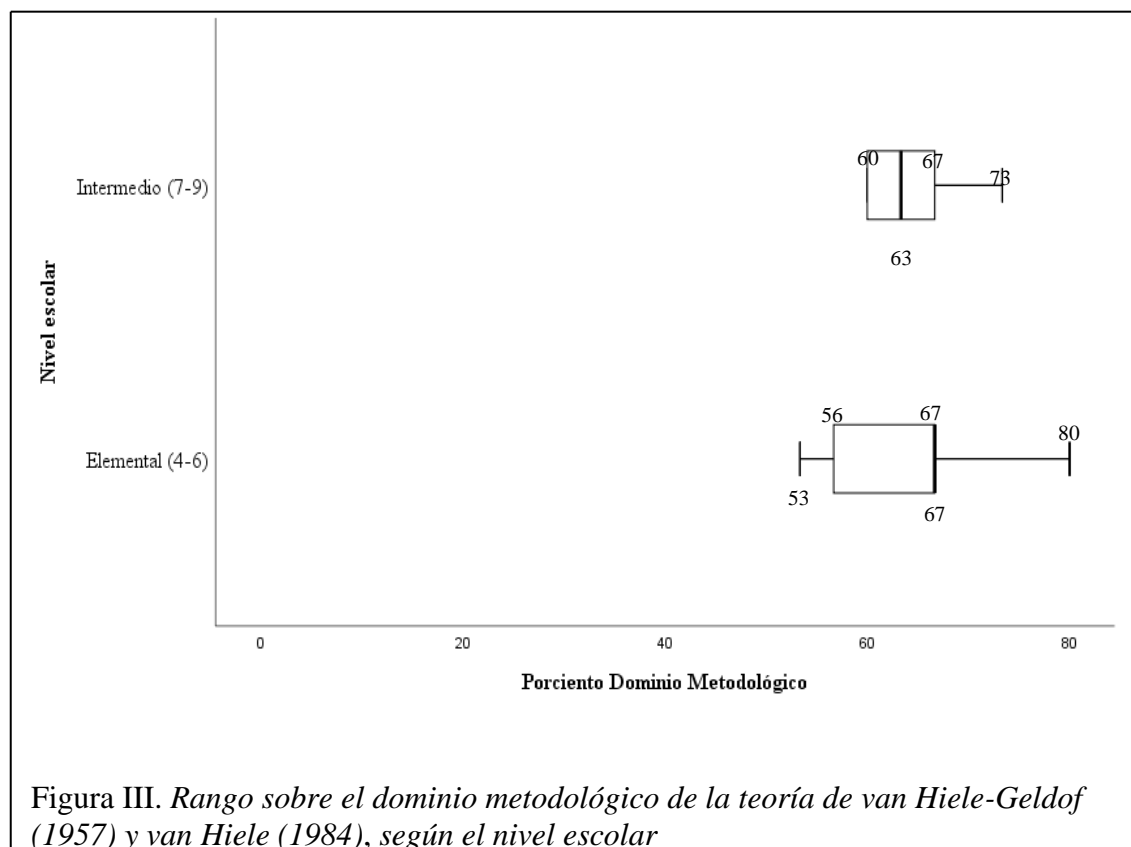 Nivel escolar
Intermedio (7-9)
60
67
73
63
Elemental (4-6)
56
67
80
53
67
0
20
40
60
80
Porciento Dominio Metodológico
Figura III. Rango sobre el dominio metodológico de la teoría de van Hiele-Geldof
(1957) y van Hiele (1984), según el nivel escolar